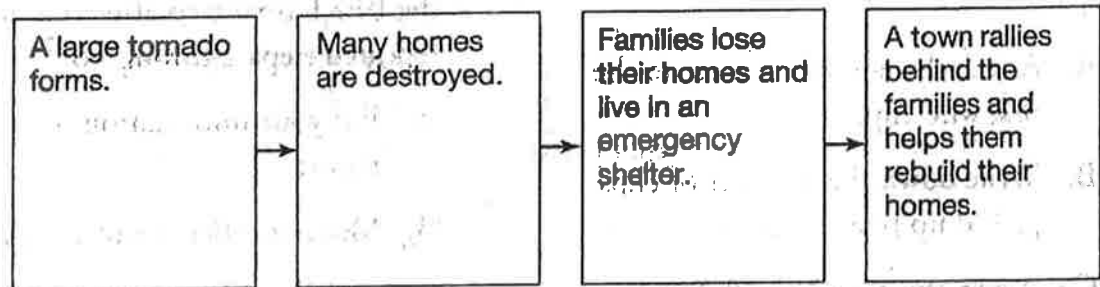 A large tornado
forms.
Many homes
are destroyed.
Families lose
their homes and
live in an
emergency
shelter.
A town rallies
behind the
families and
helps them
rebuild their
homes.